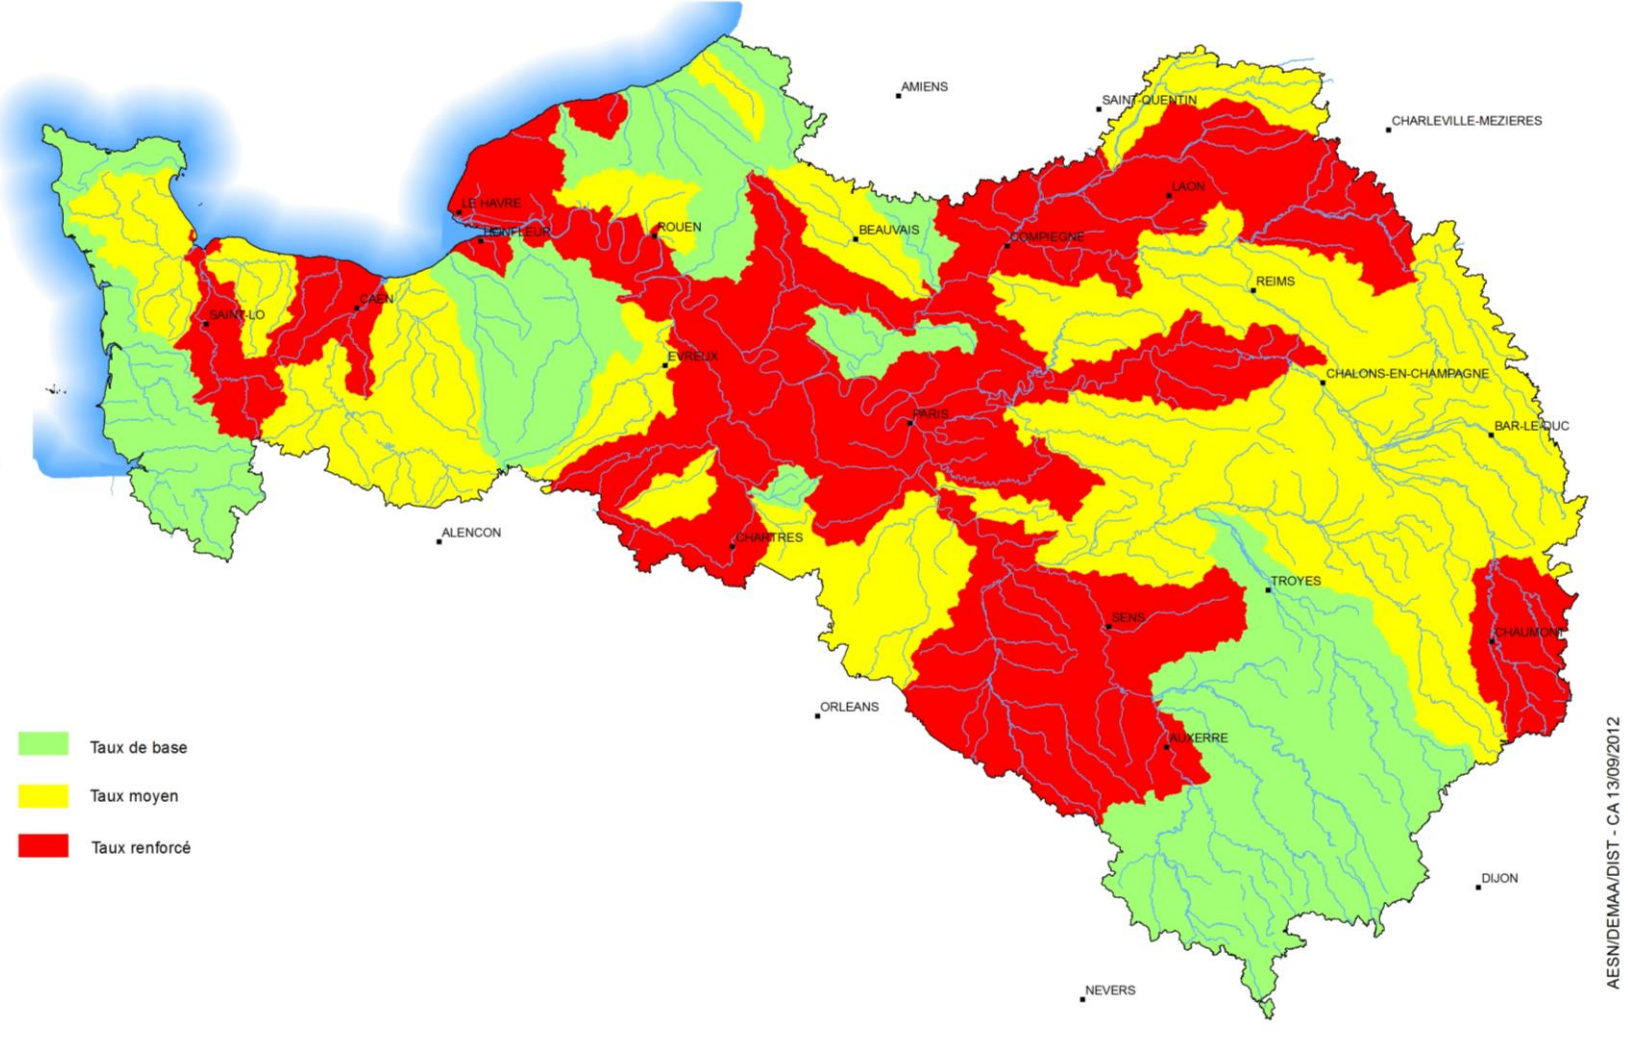 AMIENS
SAINT-QUENTIN
CHARLEVILLE-MEZIERES
LAON
LE HAVRE
HONFLEUR
ROUEN
BEAUVAIS
COMPIEGNE
REIMS
CAEN
SAINT-LO
EVREUX
CHALONS-EN-CHAMPAGNE
PARIS
BAR-LE-DUC
ALENCON
CHARTRES
TROYES
SENS
CHAUMONT
ORLEANS
AUXERRE
DIJON
NEVERS
Taux de base
Taux moyen
Taux renforcé
AESN/DEMAA/DIST - CA 13/09/2012